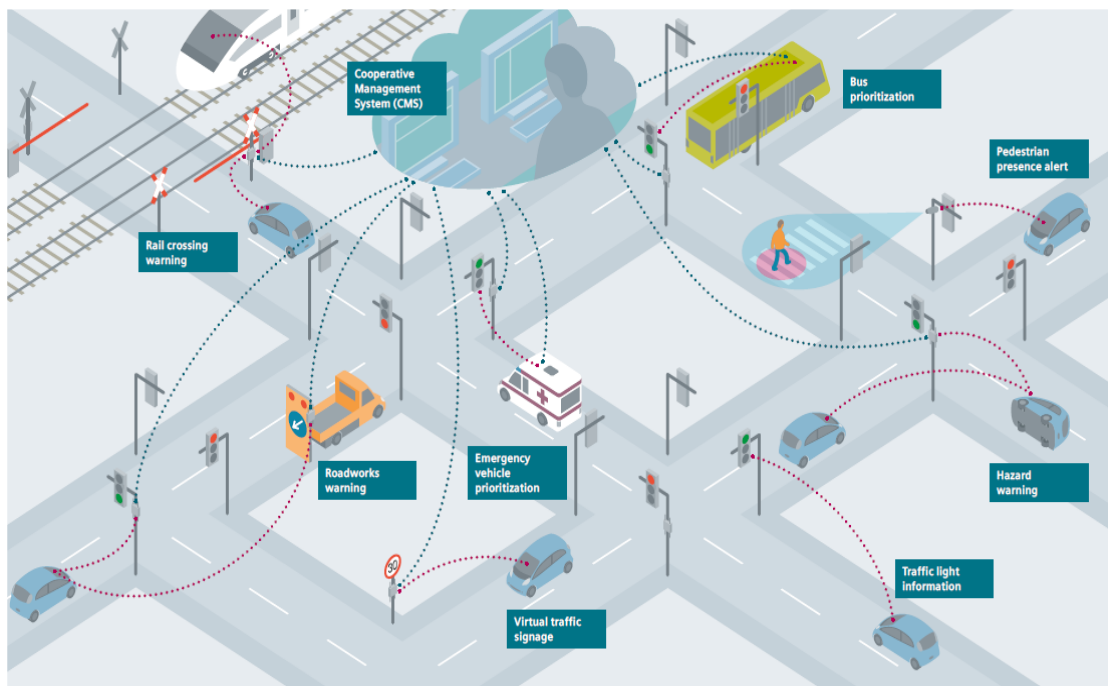 Cooperative
Management
System (CMS)
Bus
prioritization
Pedestrian
presence alert
Rail crossing
warning
Roadworks
warning
Emergency
vehicle
prioritization
Hazard
warning
30
Virtual traffic
signage
Traffic light
information